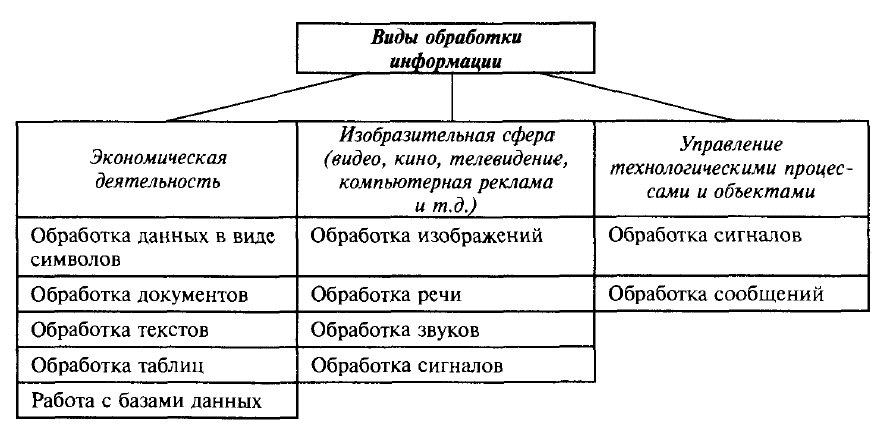 Виды обработки
информации
Экономическая
деятельность
Изобразительная сфера
(видео, кино, телевидение,
компьютерная реклама
и т.д.)
Управление
технологическими процес-
сами и объектами
Обработка данных в виде
символов
Обработка изображений
Обработка сигналов
Обработка документов
Обработка речи
Обработка сообщений
Обработка текстов
Обработка звуков
Обработка таблиц
Обработка сигналов
Работа с базами данных